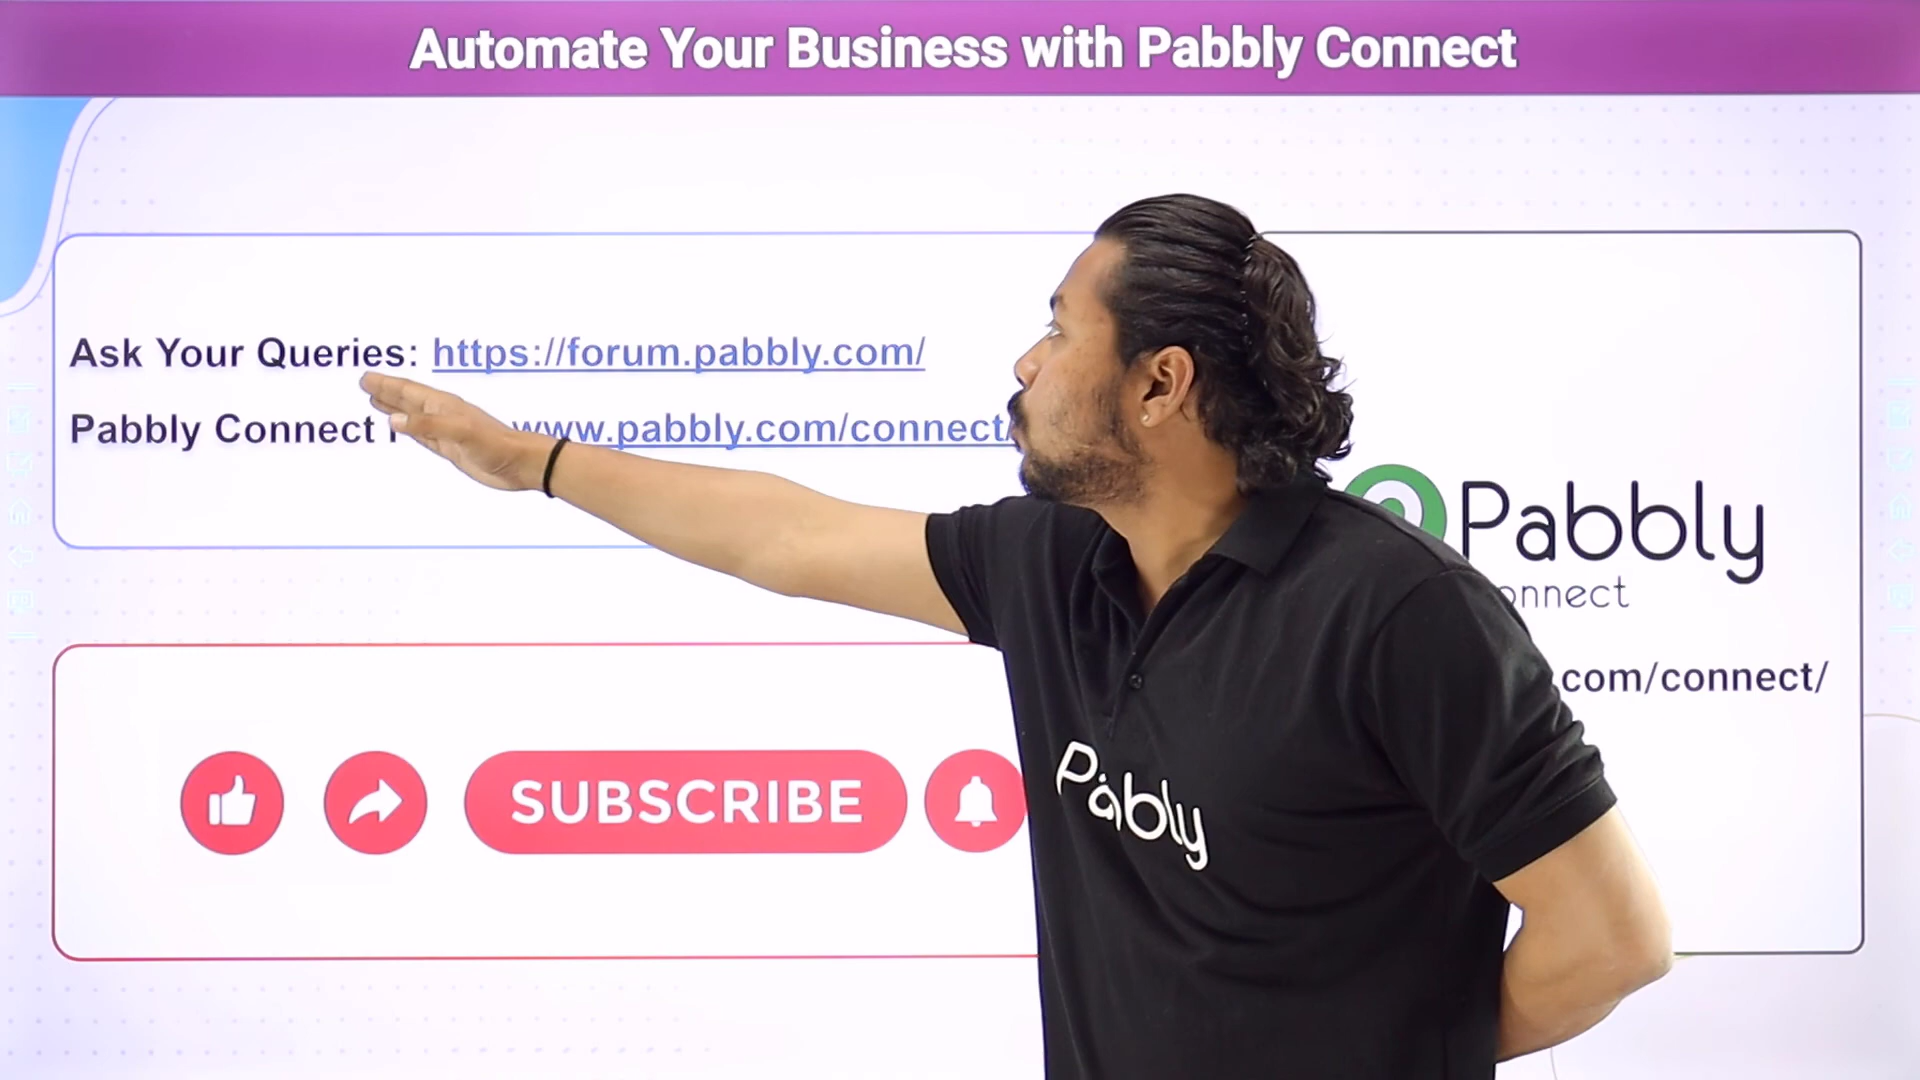 Automate Your Business with Pabbly Connect
Ask Your Queries: https://forum.pabbly.com/
Pabbly Connect www.pabbly.com/connect/
Pabbly
onnect
.com/connect/
SUBSCRIBE
Pabbly